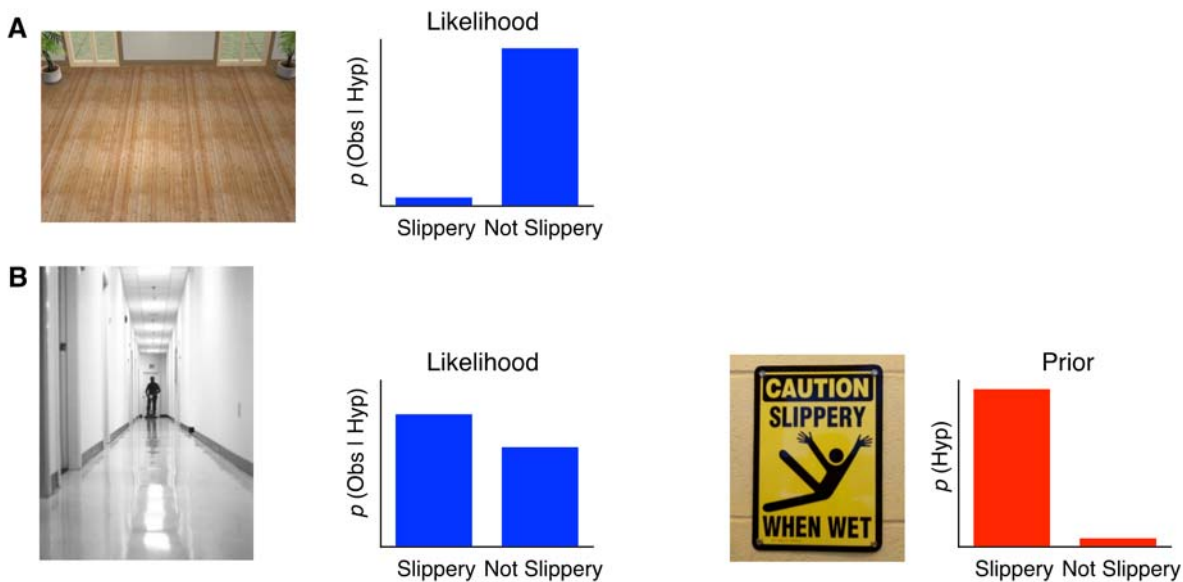 A
Likelihood
p (Obs | Hyp)
Slippery Not Slippery
B
Likelihood
p (Obs | Hyp)
Slippery Not Slippery
CAUTION
SLIPPERY
WHEN WET
Prior
p (Hyp)
Slippery Not Slippery